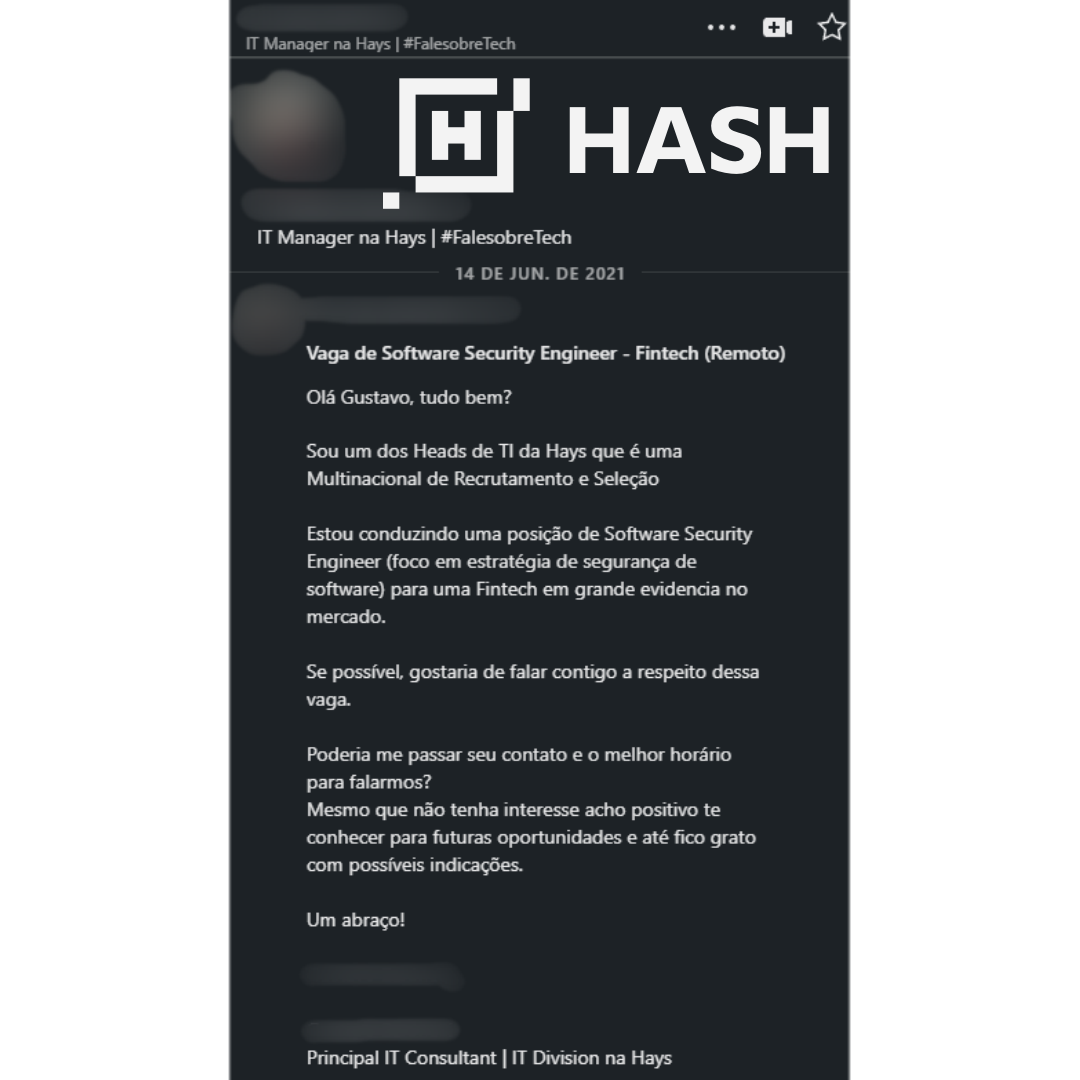 IT Manager na Hays | #FalesobreTech
H HASH
IT Manager na Hays | #FalesobreTech
14 DE JUN. DE 2021
Vaga de Software Security Engineer - Fintech (Remoto)
Olá Gustavo, tudo bem?
Sou um dos Heads de TI da Hays que é uma
Multinacional de Recrutamento e Seleção
Estou conduzindo uma posição de Software Security
Engineer (foco em estratégia de segurança de
software) para uma Fintech em grande evidencia no
mercado.
Se possível, gostaria de falar contigo a respeito dessa
vaga.
Poderia me passar seu contato e o melhor horário
para falarmos?
Mesmo que não tenha interesse acho positivo te
conhecer para futuras oportunidades e até fico grato
com possíveis indicações.
Um abraço!
Principal IT Consultant | IT Division na Hays